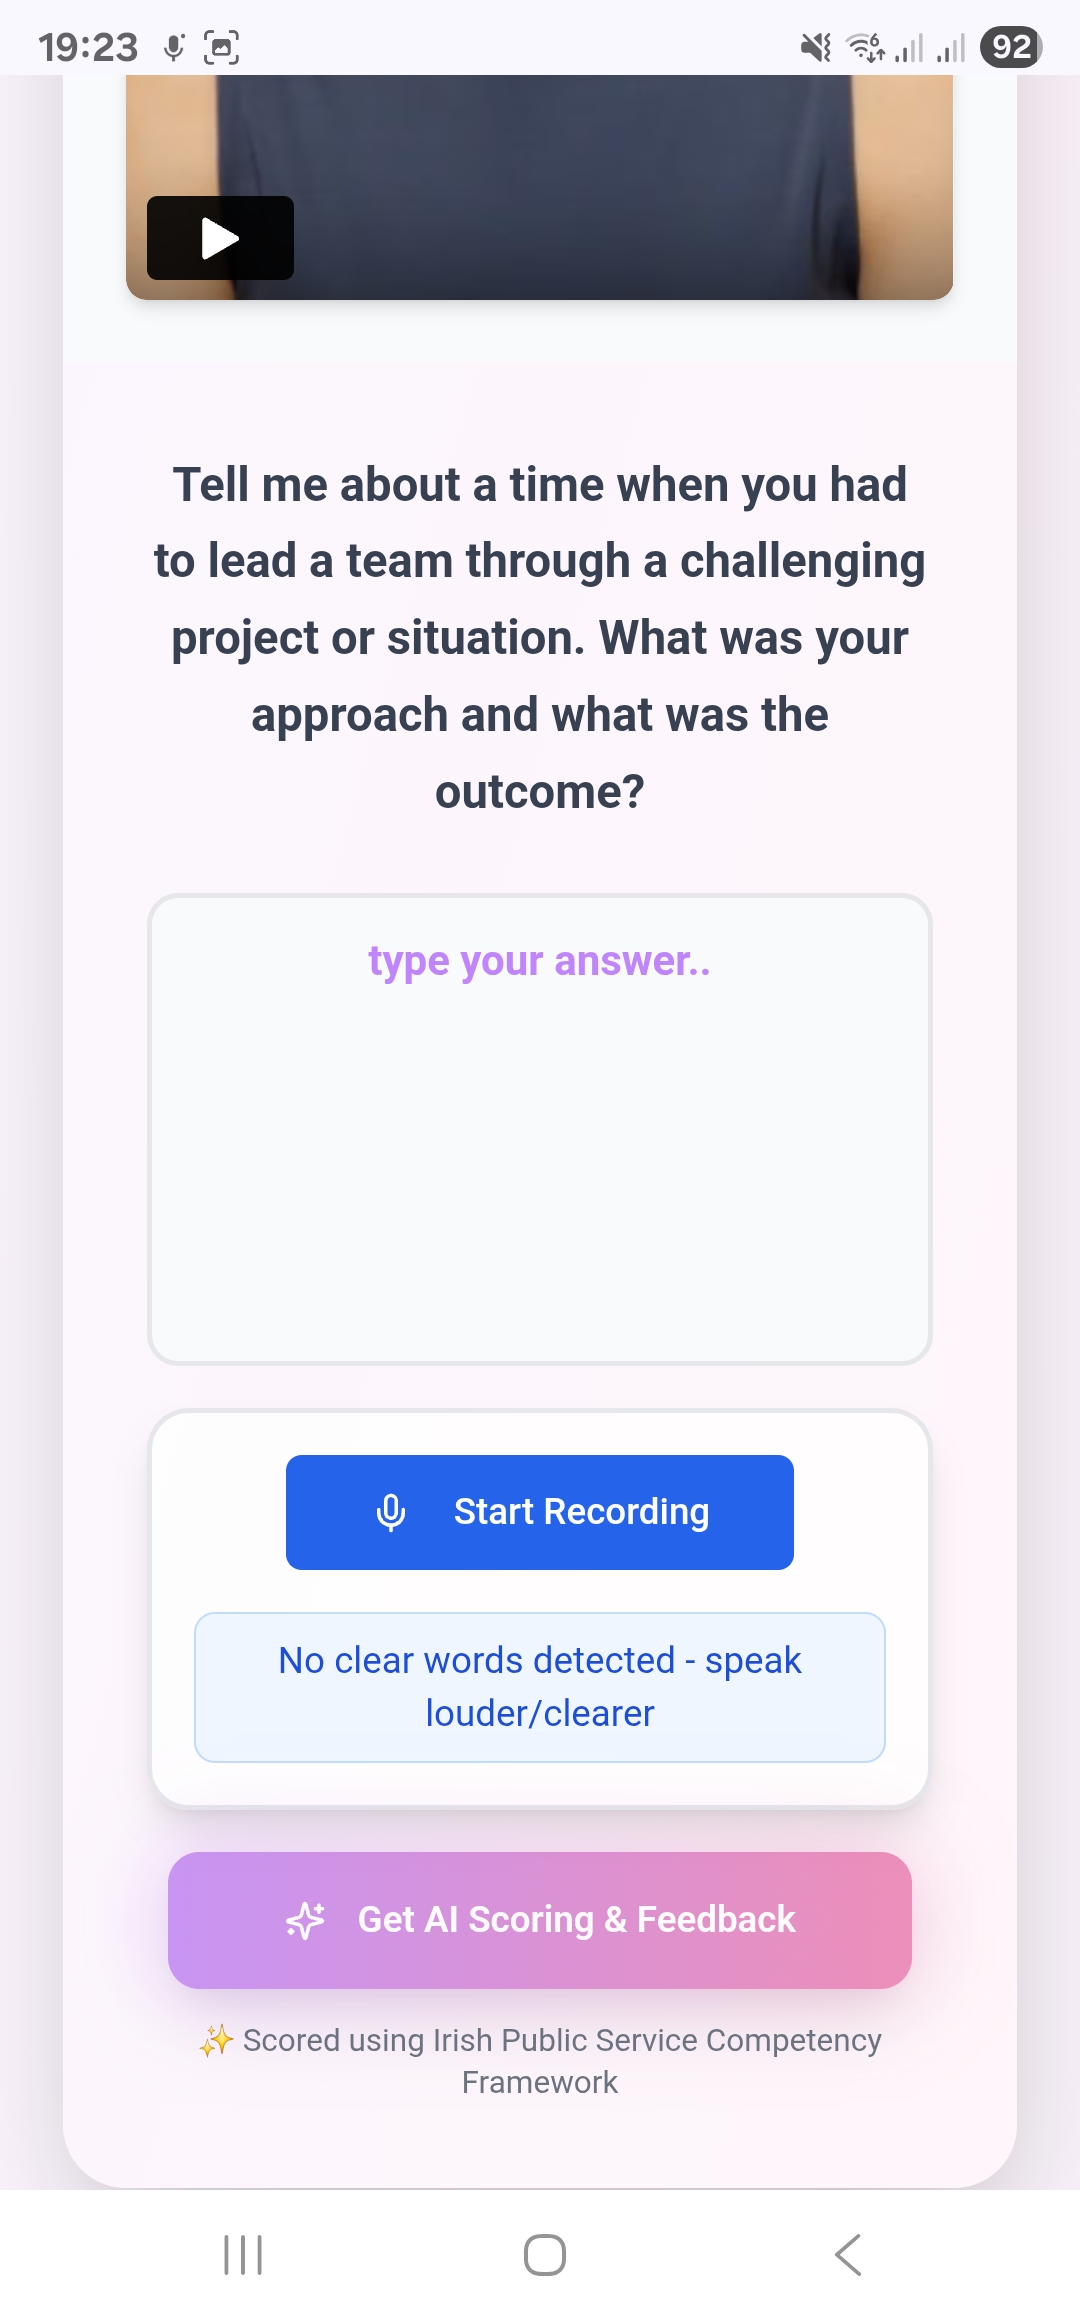 19:23
6
92
Tell me about a time when you had
to lead a team through a challenging
project or situation. What was your
approach and what was the
outcome?
type your answer..
Start Recording
No clear words detected - speak
louder/clearer
Get AI Scoring & Feedback
✨ Scored using Irish Public Service Competency
Framework